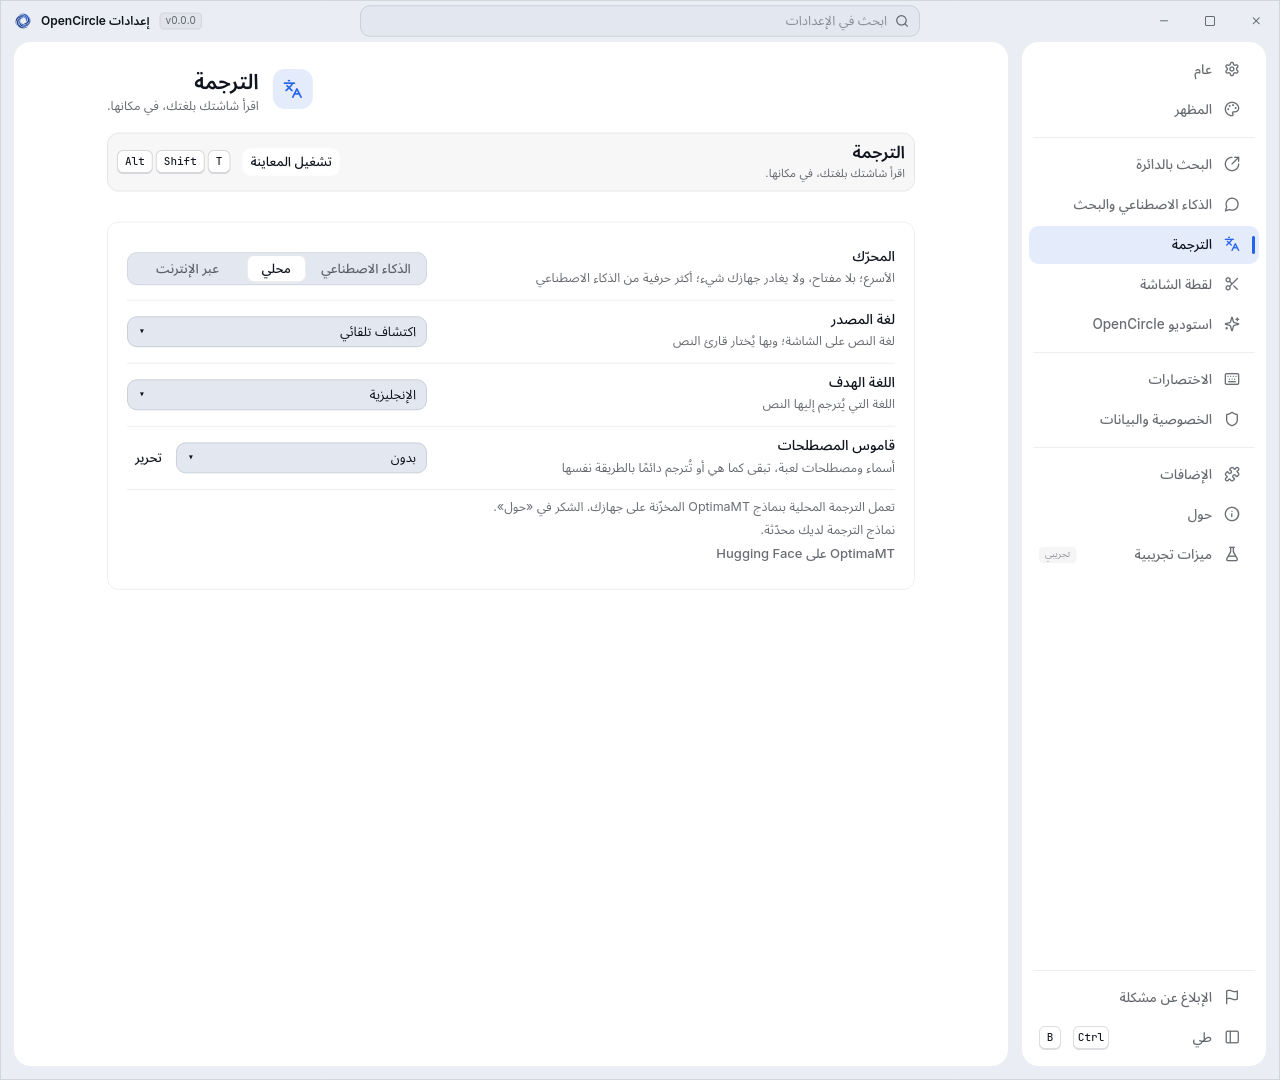 إعدادات OpenCircle
v0.0.0
ابحث في الإعدادات
عام
المظهر
البحث بالدائرة
الذكاء الاصطناعي والبحث
الترجمة
لقطة الشاشة
استوديو OpenCircle
الاختصارات
الخصوصية والبيانات
الإضافات
حول
ميزات تجريبية
تجريبي
الإبلاغ عن مشكلة
طي
Ctrl B
الترجمة
اقرأ شاشتك بلغتك، في مكانها.
الترجمة
اقرأ شاشتك بلغتك، في مكانها.
تشغيل المعاينة
Alt Shift T
المحرّك
الأسرع؛ بلا مفتاح، ولا يغادر جهازك شيء؛ أكثر حرفية من الذكاء الاصطناعي
الذكاء الاصطناعي
محلي
عبر الإنترنت
لغة المصدر
لغة النص على الشاشة؛ وبها يُختار قارئ النص
اكتشاف تلقائي
اللغة الهدف
اللغة التي يُترجم إليها النص
الإنجليزية
قاموس المصطلحات
أسماء ومصطلحات لعبة، تبقى كما هي أو تُترجم دائمًا بالطريقة نفسها
بدون
تحرير
تعمل الترجمة المحلية بنماذج OptimaMT المخزّنة على جهازك. الشكر في «حول».
نماذج الترجمة لديك محدّثة.
OptimaMT على Hugging Face